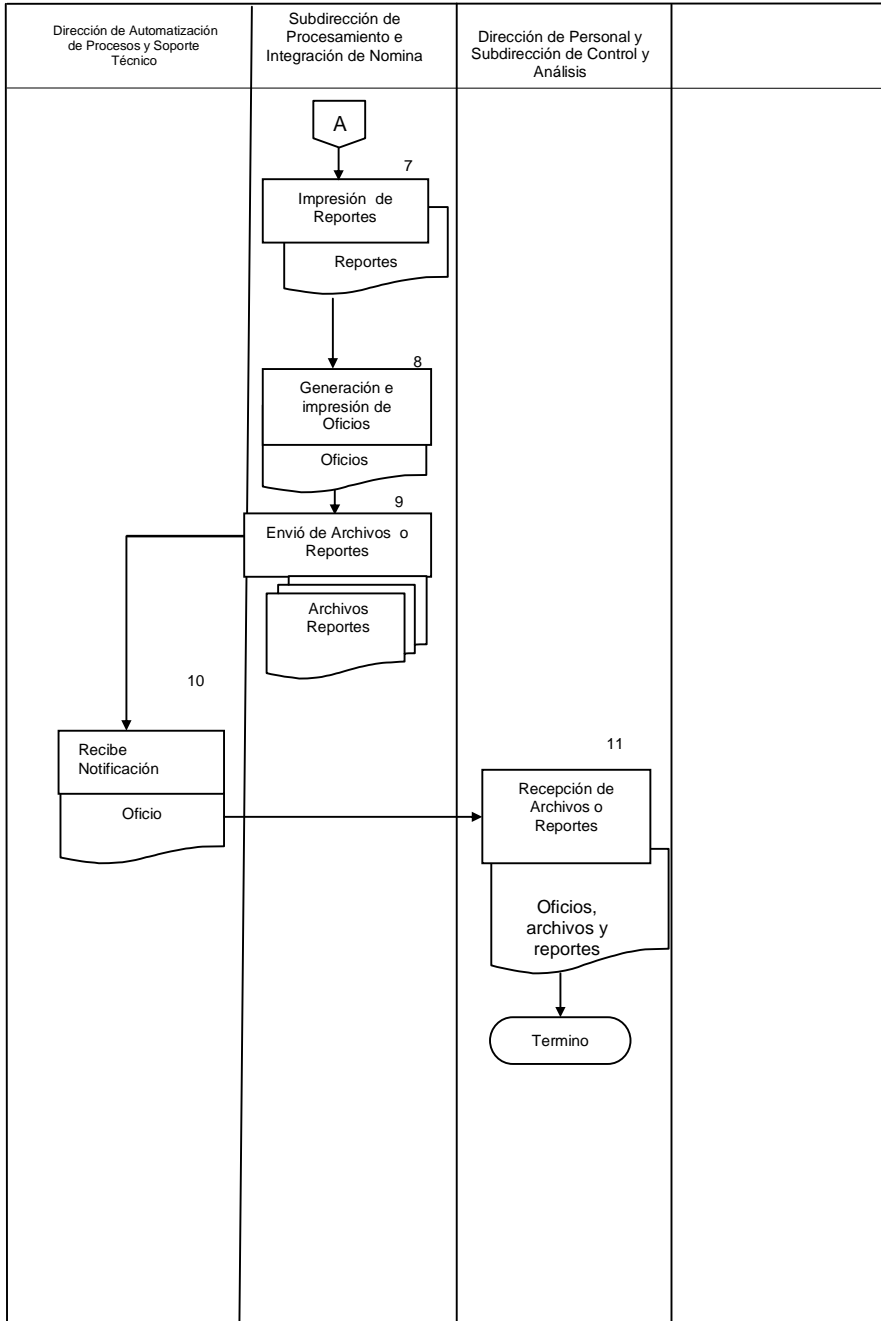 Dirección de Automatización
de Procesos y Soporte
Técnico
Subdirección de
Procesamiento e
Integración de Nomina
Dirección de Personal y
Subdirección de Control y
Análisis
A
7
Impresión de
Reportes
Reportes
8
Generación e
impresión de
Oficios
Oficios
9
Envió de Archivos o
Reportes
Archivos
Reportes
10
Recibe
Notificación
Oficio
11
Recepción de
Archivos o
Reportes
Oficios,
archivos y
reportes
Termino